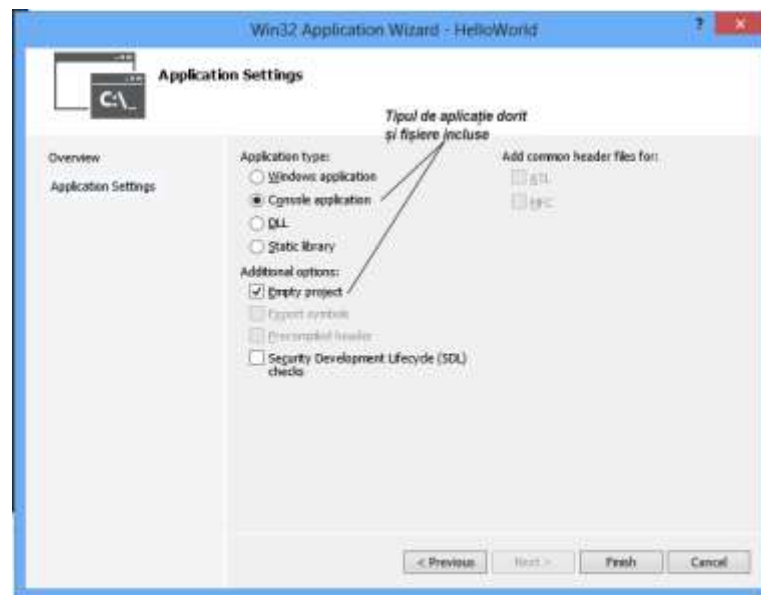 Win32 Application Wizard - HelloWorld
?
C:\_
Application Settings
Tipul de aplicație dorit
și fișiere incluse
Overview
Application Settings
Application type:
Windows application
Console application
DLL
Static library
Additional options:
Empty project
Export symbols
Precompiled header
Security Development Lifecycle (SDL)
checks
Add common header files for:
ATL
MFC
< Previous
Next >
Finish
Cancel